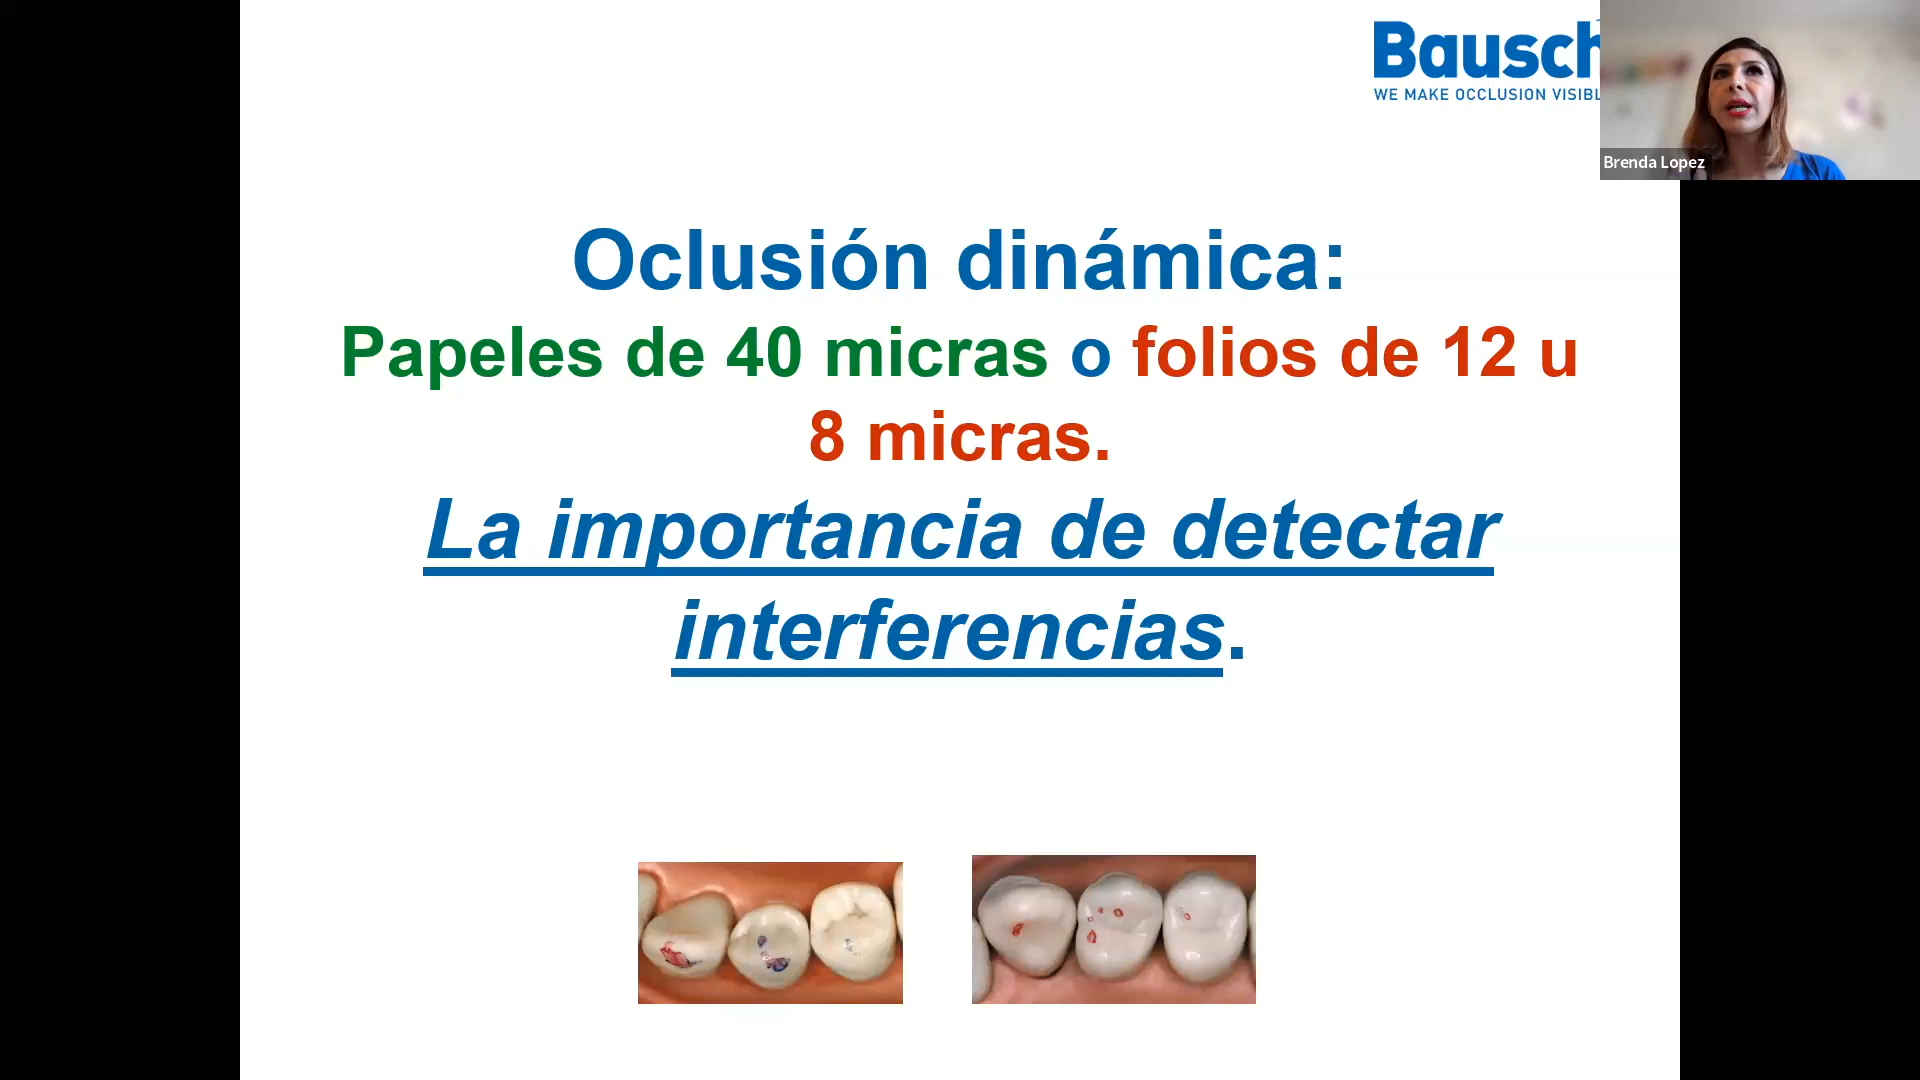 Bausch
WE MAKE OCCLUSION VISIBL
Brenda Lopez
Oclusión dinámica:
Papeles de 40 micras o folios de 12 u
8 micras.
La importancia de detectar
interferencias.